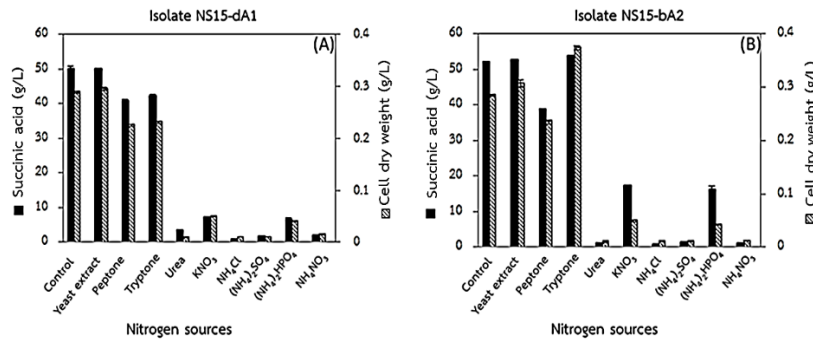 Isolate NS15-dA1
(A)
60
50
40
30
20
10
0
Succinic acid (g/L)
0.4
0.3
0.2
0.1
0
Cell dry weight (g/L)
Control
Yeast extract
Peptone
Tryptone
Urea
KNO₃
NH₄Cl
(NH₄)₂SO₄
(NH₄)₂HPO₄
NH₄NO₃
Nitrogen sources
Isolate NS15-bA2
(B)
60
50
40
30
20
10
0
Succinic acid (g/L)
0.4
0.3
0.2
0.1
0
Cell dry weight (g/L)
Control
Yeast extract
Peptone
Tryptone
Urea
KNO₃
NH₄Cl
(NH₄)₂SO₄
(NH₄)₂HPO₄
NH₄NO₃
Nitrogen sources